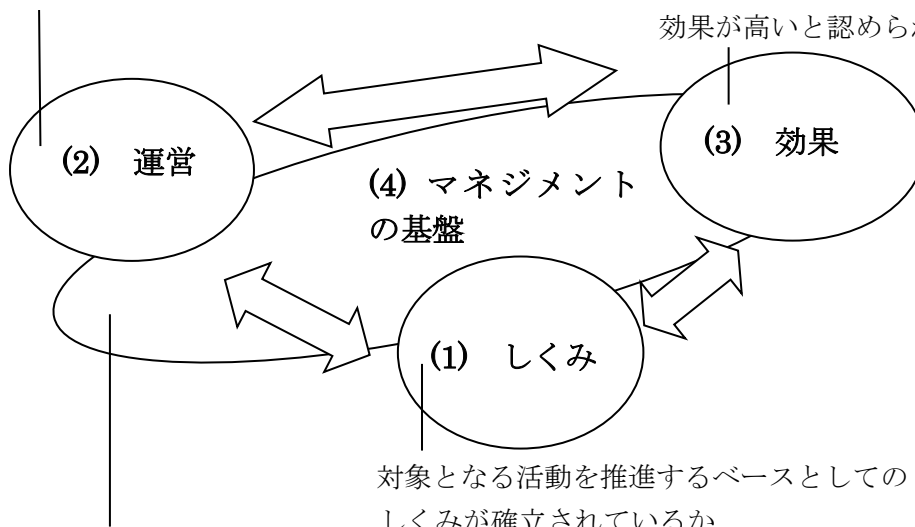 効果が高いと認めら
(2) 運営
(3) 効果
(4) マネジメント
の基盤
(1) しくみ
対象となる活動を推進するベースとしての
しくみが確立されているか